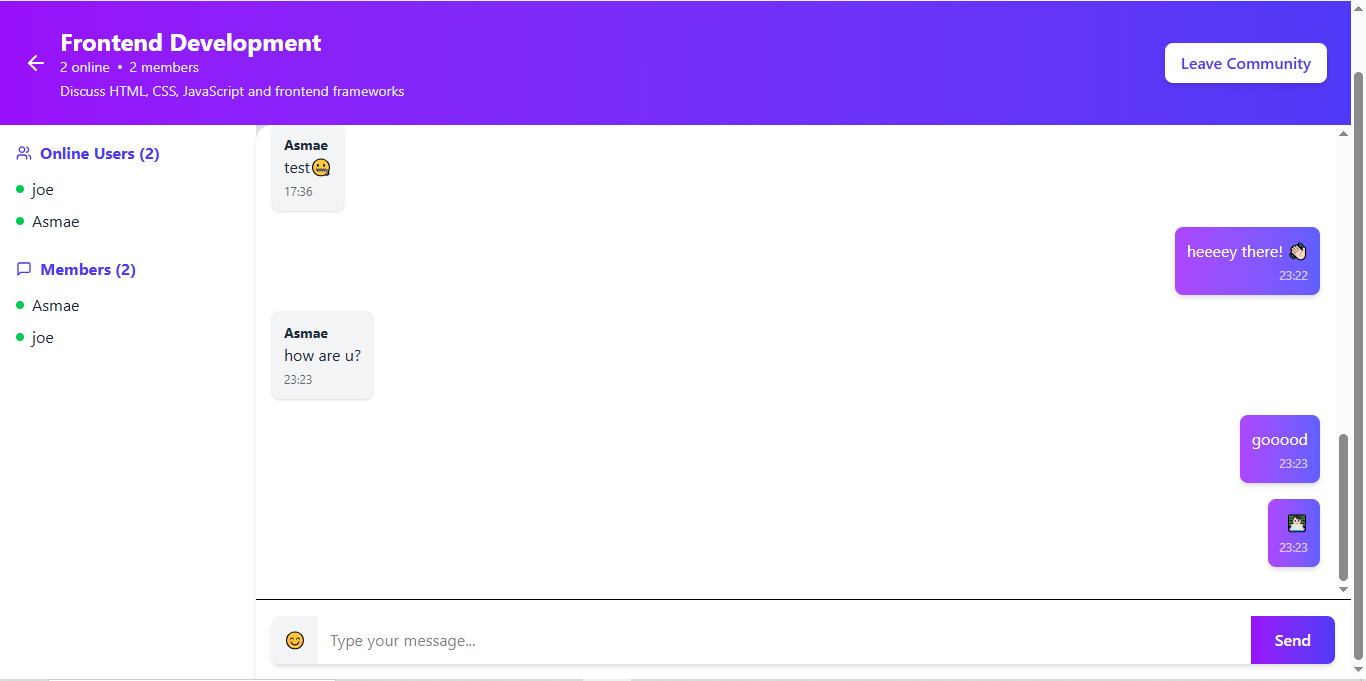 Frontend Development
2 online • 2 members
Discuss HTML, CSS, JavaScript and frontend frameworks
Leave Community
Online Users (2)
joe
Asmae
Members (2)
Asmae
joe
Asmae
test🤐
17:36
heeeey there! 👋🏻
23:22
Asmae
how are u?
23:23
gooood
23:23
👩🏻‍💻
23:23
😊
Type your message...
Send